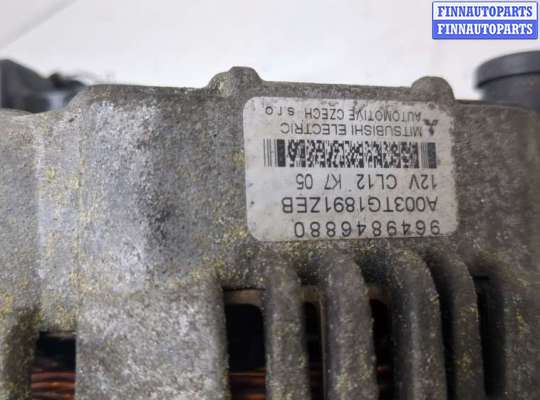 FINNAUTOPARTS
FINNAUTOPARTS
9649846880
A003TG1891ZEB
12V CL12 K7 05
MITSUBISHI ELECTRIC
AUTOMOTIVE CZECH s.r.o